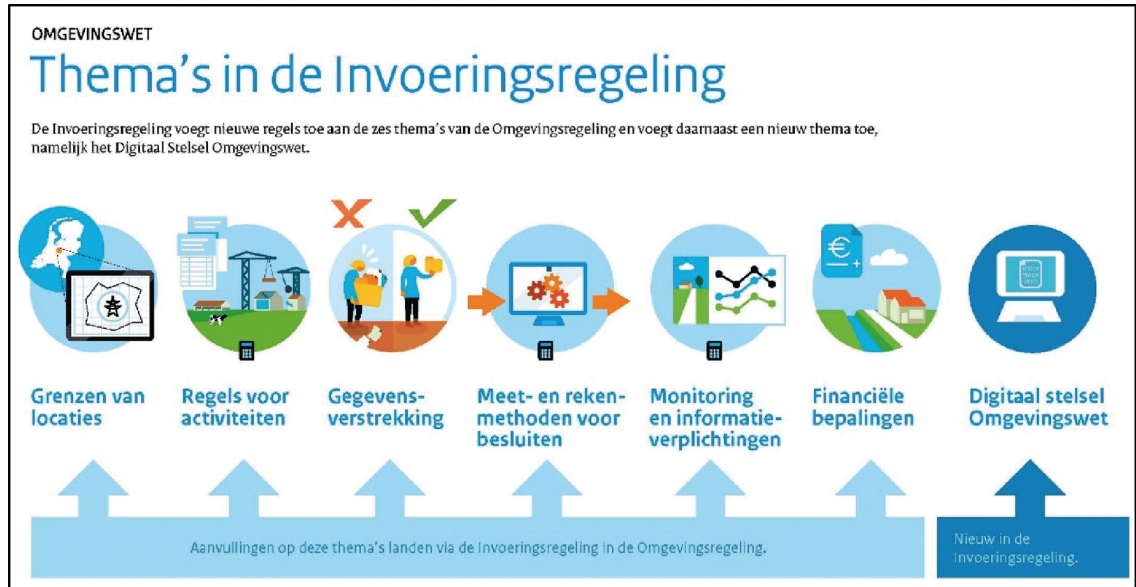 OMGEVINGSWET
Thema's in de Invoeringsregeling
De Invoeringsregeling voegt nieuwe regels toe aan de zes thema's van de Omgevingsregeling en voegt daarnaast een nieuw thema toe,
namelijk het Digitaal Stelsel Omgevingswet.
Grenzen van
locaties
Regels voor
activiteiten
Gegevens-
verstrekking
Meet- en reken-
methoden voor
besluiten
Monitoring
en informatie-
verplichtingen
Financiële
bepalingen
Digitaal stelsel
Omgevingswet
Aanvullingen op deze thema's landen via de Invoeringsregeling in de Omgevingsregeling.
Nieuw in de
Invoeringsregeling.